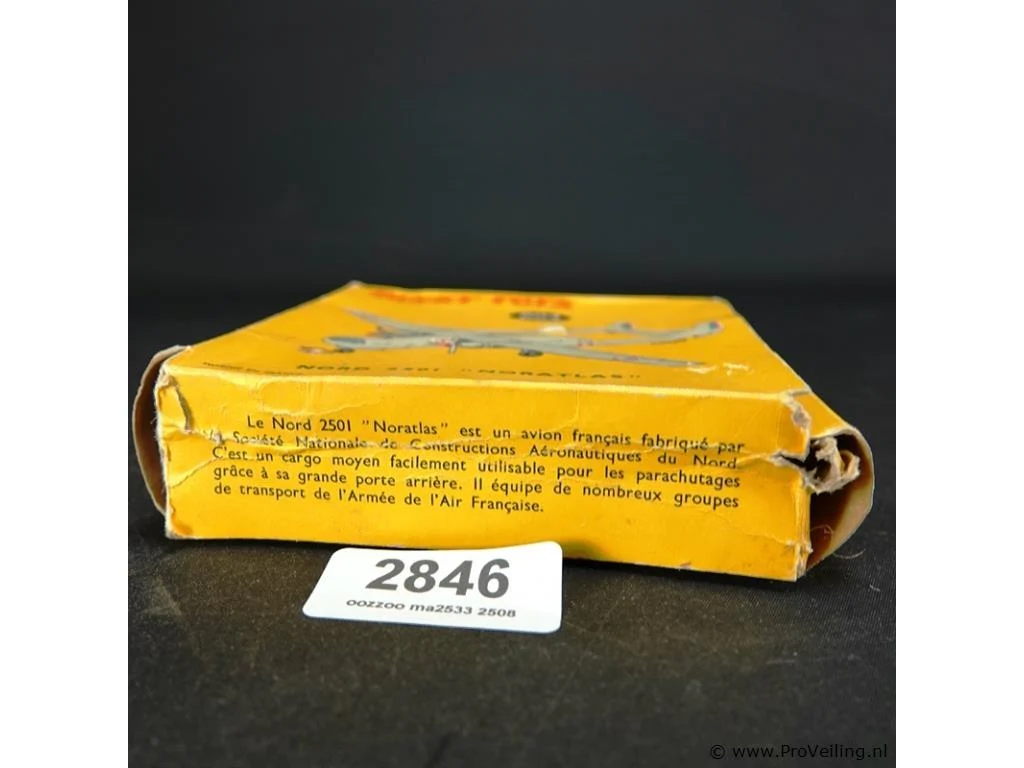 NORD 2501 "NORATLAS"
Le Nord 2501 "Noratlas" est un avion français fabriqué par
la Société Nationale de Constructions Aéronautiques du Nord.
C'est un cargo moyen facilement utilisable pour les parachutages
grâce à sa grande porte arrière. Il équipe de nombreux groupes
de transport de l'Armée de l'Air Française.
2846
oozzoo ma2533 2508
© www.ProVeiling.nl